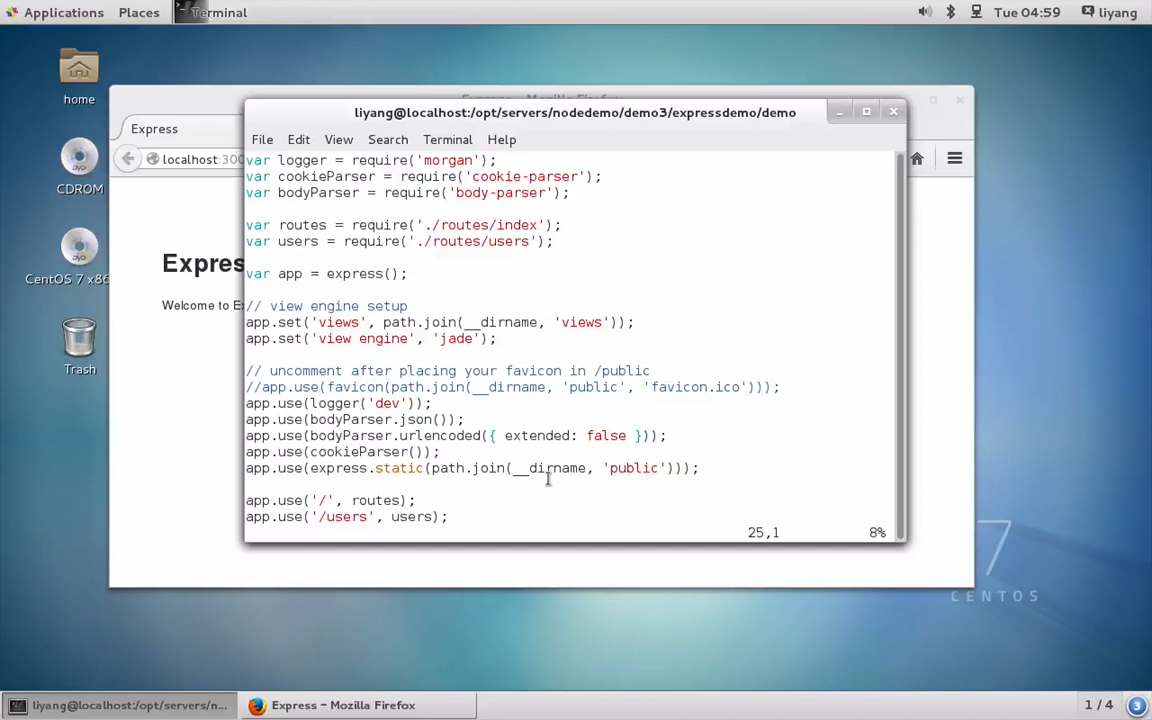 Applications Places Terminal Tue 04:59 liyang
home
CDROM
CentOS 7 x86
Trash
Express
localhost:300
Expres
Welcome to E
liyang@localhost:/opt/servers/nodedemo/demo3/expressdemo/demo
File Edit View Search Terminal Help
var logger = require('morgan');
var cookieParser = require('cookie-parser');
var bodyParser = require('body-parser');
var routes = require('./routes/index');
var users = require('./routes/users');
var app = express();
// view engine setup
app.set('views', path.join(__dirname, 'views'));
app.set('view engine', 'jade');
// uncomment after placing your favicon in /public
//app.use(favicon(path.join(__dirname, 'public', 'favicon.ico')));
app.use(logger('dev'));
app.use(bodyParser.json());
app.use(bodyParser.urlencoded({ extended: false }));
app.use(cookieParser());
app.use(express.static(path.join(__dirname, 'public')));
app.use('/', routes);
app.use('/users', users);
25,1 8%
7
CENTOS
liyang@localhost:/opt/servers/n... Express - Mozilla Firefox 1 / 4 3